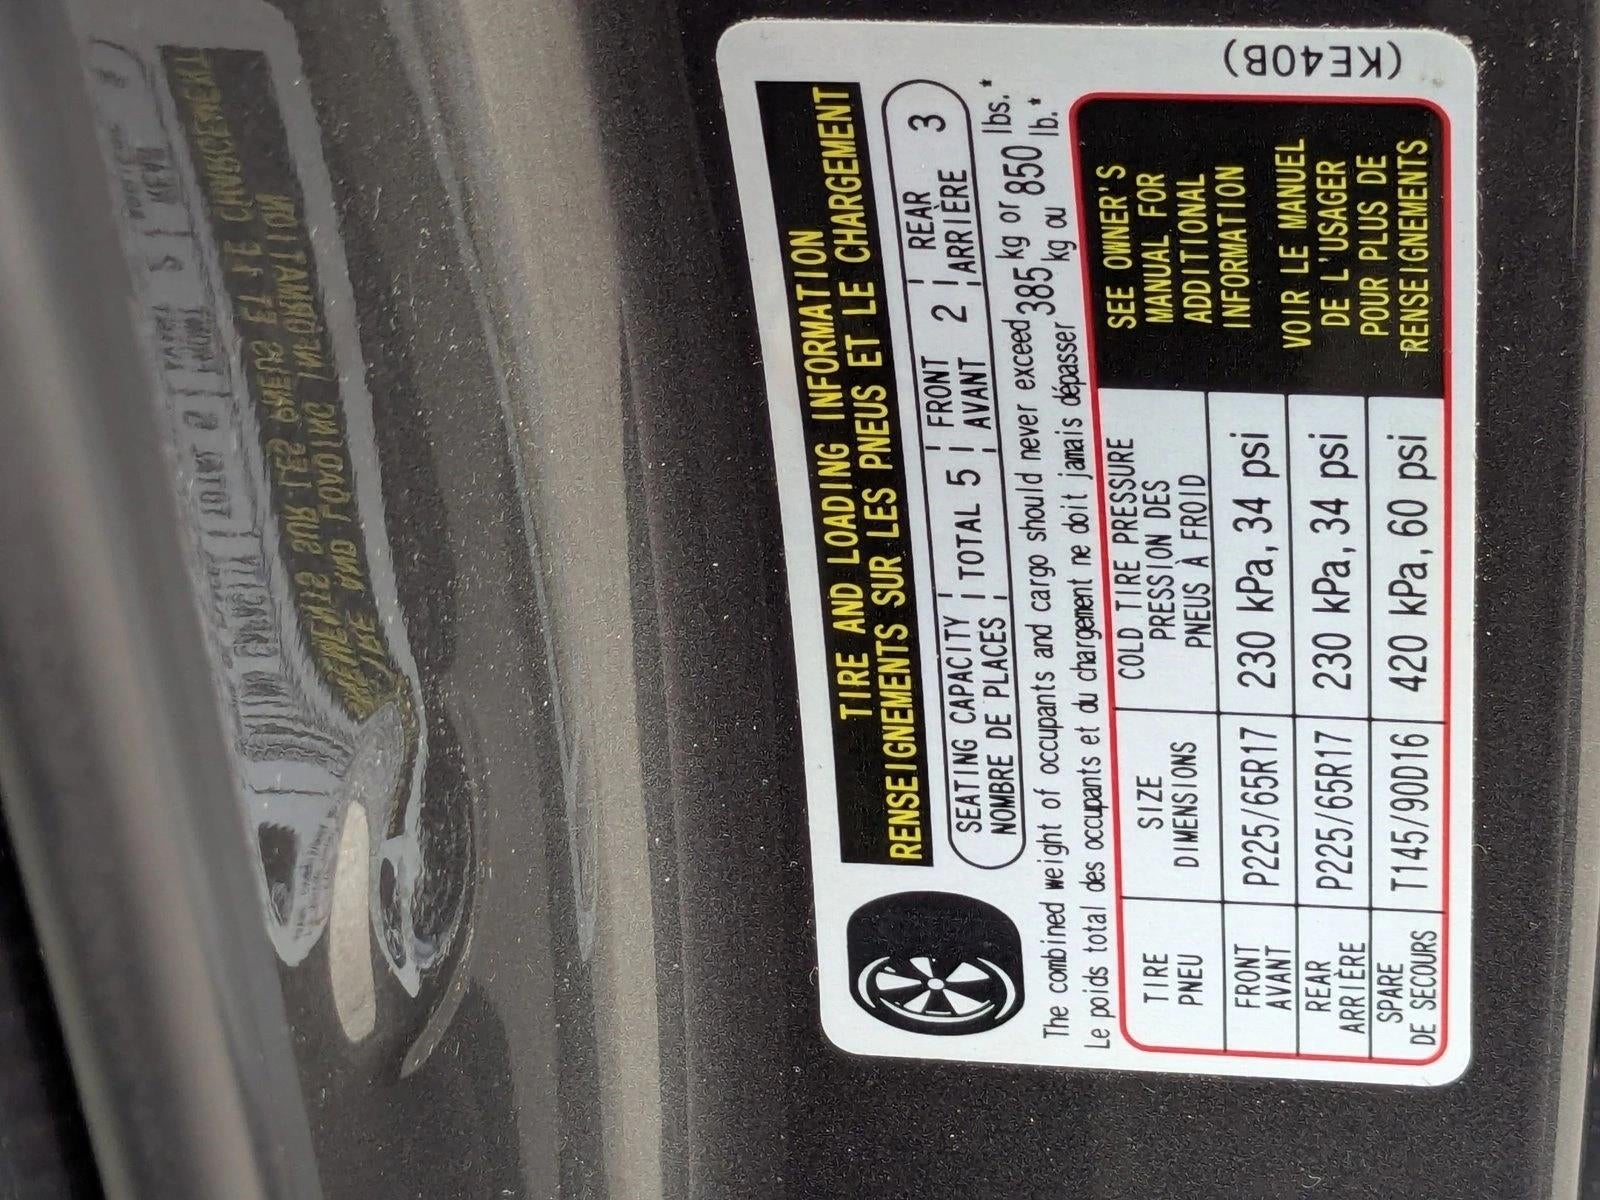 TIRE AND LOADING INFORMATION
RENSEIGNEMENTS SUR LES PNEUS ET LE CHARGEMENT
SEATING CAPACITY TOTAL 5 FRONT 2 REAR 3
NOMBRE DE PLACES AVANT ARRIÈRE
The combined weight of occupants and cargo should never exceed 385 kg or 850 lbs.*
Le poids total des occupants et du chargement ne doit jamais dépasser kg ou lb.*
TIRE SIZE COLD TIRE PRESSURE
PNEU DIMENSIONS PRESSION DES
PNEUS À FROID
FRONT P225/65R17 230 kPa, 34 psi
AVANT
REAR P225/65R17 230 kPa, 34 psi
ARRIÈRE
SPARE T145/90D16 420 kPa, 60 psi
DE SECOURS
SEE OWNER'S
MANUAL FOR
ADDITIONAL
INFORMATION
VOIR LE MANUEL
DE L'USAGER
POUR PLUS DE
RENSEIGNEMENTS
(KE40B)